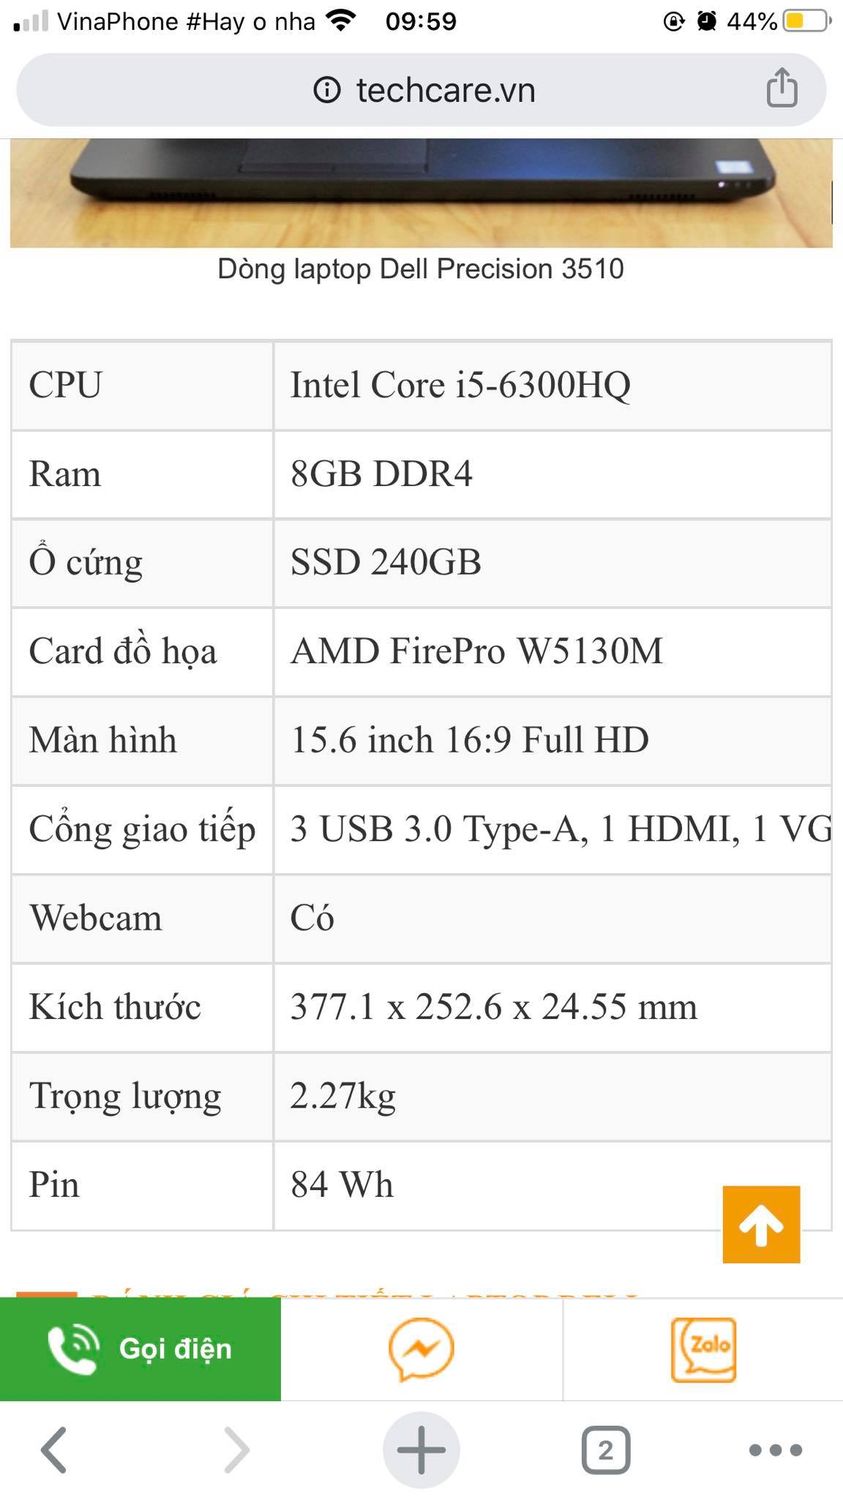 VinaPhone #Hay o nha 09:59 44%
techcare.vn
Dòng laptop Dell Precision 3510
CPU Intel Core i5-6300HQ
Ram 8GB DDR4
Ổ cứng SSD 240GB
Card đồ họa AMD FirePro W5130M
Màn hình 15.6 inch 16:9 Full HD
Cổng giao tiếp 3 USB 3.0 Type-A, 1 HDMI, 1 VG
Webcam Có
Kích thước 377.1 x 252.6 x 24.55 mm
Trọng lượng 2.27kg
Pin 84 Wh
Gọi điện Zalo
2